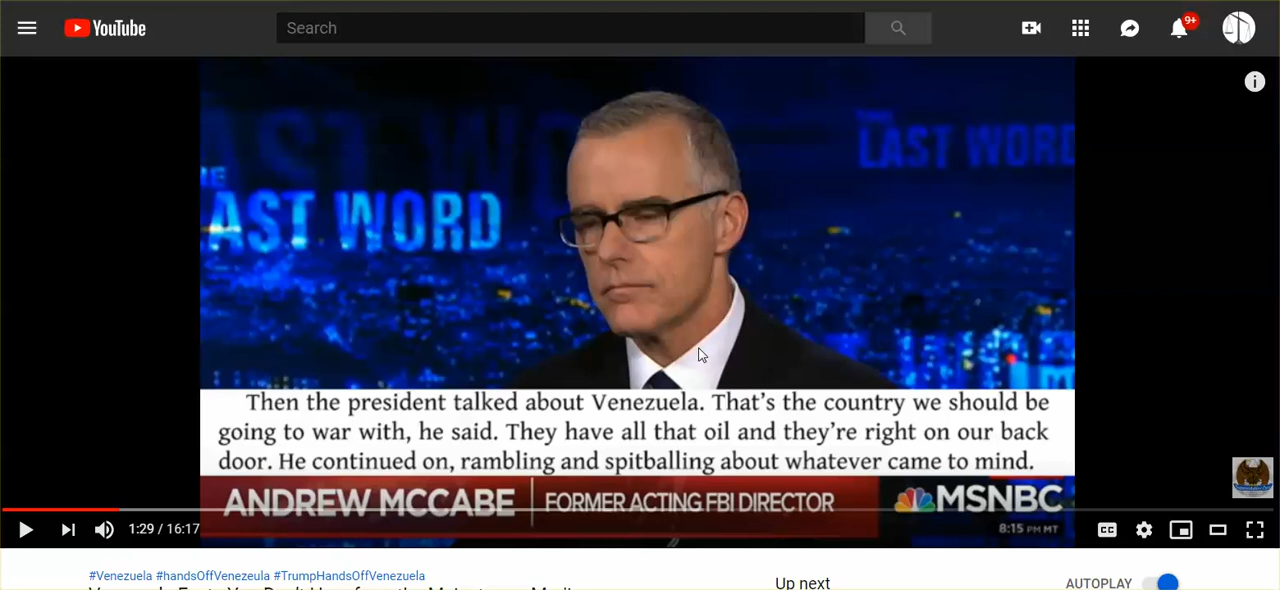 YouTube
Search
9+
THE
LAST WORD
LAST WORD
Then the president talked about Venezuela. That's the country we should be
going to war with, he said. They have all that oil and they're right on our back
door. He continued on, rambling and spitballing about whatever came to mind.
ANDREW MCCABE
FORMER ACTING FBI DIRECTOR
MSNBC
8:15 PM MT
1:29 / 16:17
CC
#Venezuela #handsOffVenezeula #TrumpHandsOffVenezuela
Up next
AUTOPLAY